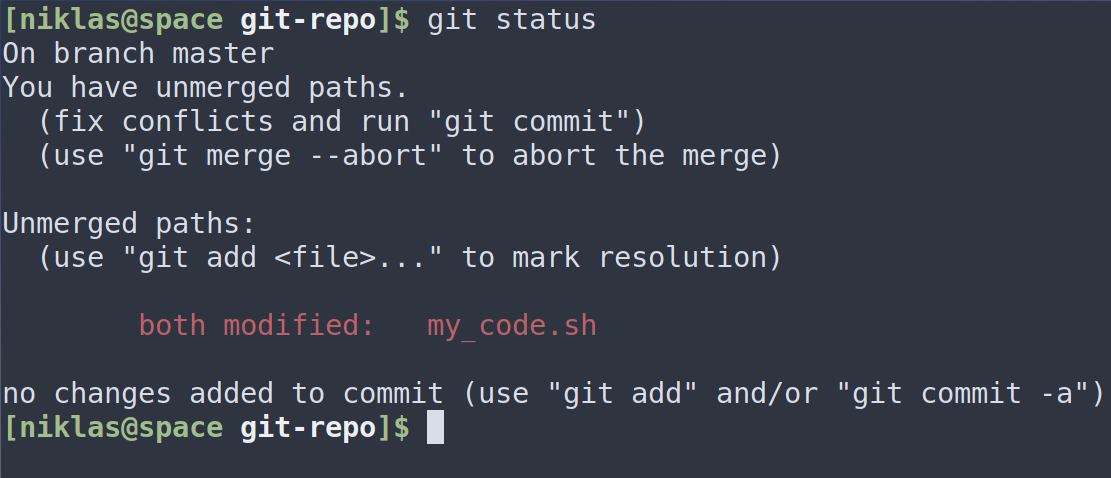 [niklas@space git-repo]$ git status
On branch master
You have unmerged paths.
  (fix conflicts and run "git commit")
  (use "git merge --abort" to abort the merge)

Unmerged paths:
  (use "git add <file>..." to mark resolution)

        both modified:   my_code.sh

no changes added to commit (use "git add" and/or "git commit -a")
[niklas@space git-repo]$